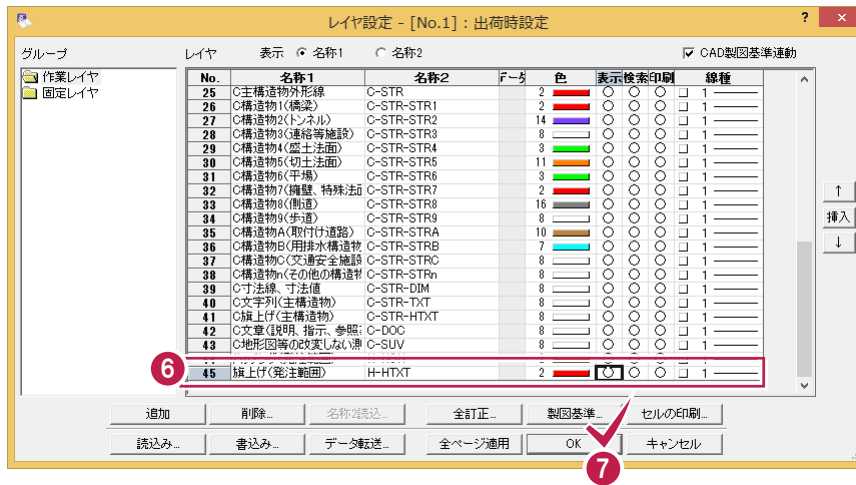 レイヤ設定 - [No.1]：出荷時設定
? ×
グループ
作業レイヤ
固定レイヤ
レイヤ 表示 名称1 名称2 CAD製図基準連動
No. 名称1 名称2 データ 色 表示 検索 印刷 線種
25 C主構造物外形線 C-STR 2 1
26 C構造物1(橋梁) C-STR-STR1 2 1
27 C構造物2(トンネル) C-STR-STR2 14 1
28 C構造物3(連絡等施設) C-STR-STR3 8 1
29 C構造物4(盛土法面) C-STR-STR4 3 1
30 C構造物5(切土法面) C-STR-STR5 11 1
31 C構造物6(平場) C-STR-STR6 3 1
32 C構造物7(擁壁、特殊法面 C-STR-STR7 2 1
33 C構造物8(側道) C-STR-STR8 16 1
34 C構造物9(歩道) C-STR-STR9 8 1
35 C構造物A(取付け道路) C-STR-STRA 10 1
36 C構造物B(用排水構造物 C-STR-STRB 7 1
37 C構造物C(交通安全施設 C-STR-STRC 8 1
38 C構造物n(その他の構造物 C-STR-STRn 8 1
39 C寸法線、寸法値 C-STR-DIM 8 1
40 C文字列(主構造物) C-STR-TXT 8 1
41 C旗上げ(主構造物) C-STR-HTXT 8 1
42 C文章(説明、指示、参照 C-DOC 8 1
43 C地形図等の改変しない測 C-SUV 8 1
45 旗上げ(発注範囲) H-HTXT 2 1
6
↑
挿入
↓
追加 削除... 名称2読込... 全訂正... 製図基準... セルの印刷...
読込み... 書込み... データ転送... 全ページ適用 OK キャンセル
7